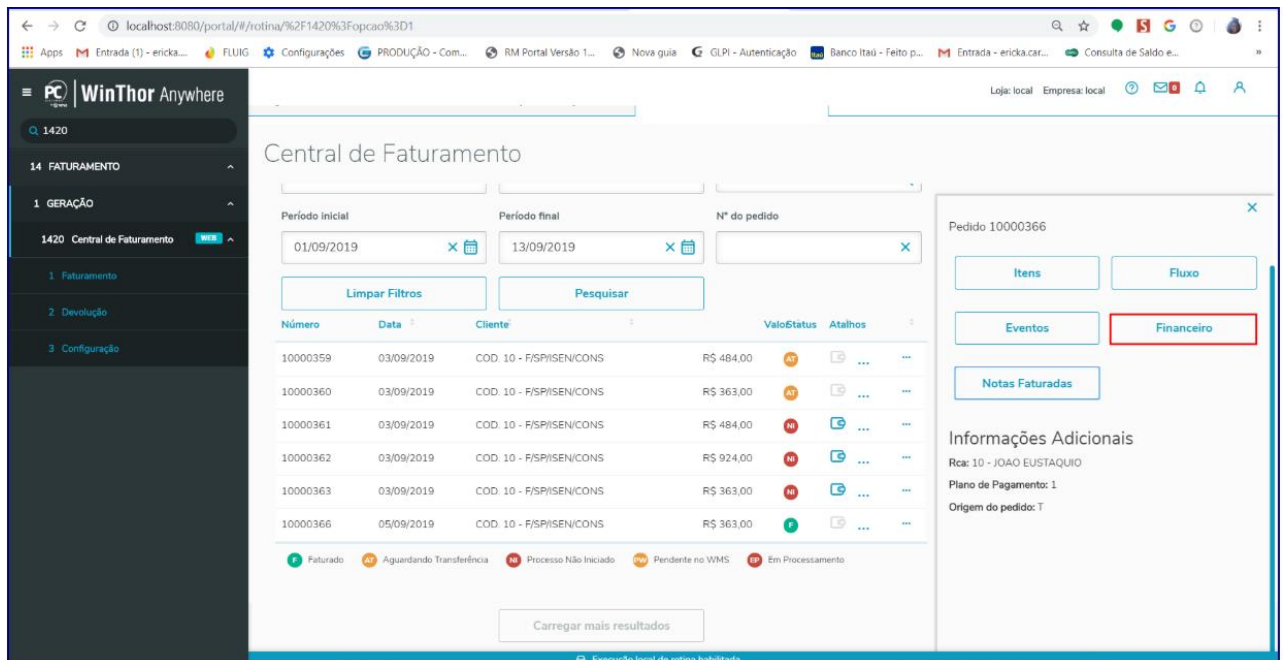 localhost:8080/portal/#/rotina/%2F1420%3Fopcao%3D1
Apps Entrada (1) - ericka.... FLUIG Configurações PRODUÇÃO - Com... RM Portal Versão 1... Nova guia GLPI - Autenticação Banco Itaú - Feito p... Entrada - ericka.car... Consulta de Saldo e... »
PC WinThor Anywhere
Loja: local Empresa: local
1420
14 FATURAMENTO
1 GERAÇÃO
1420 Central de Faturamento WEB
1 Faturamento
2 Devolução
3 Configuração
Central de Faturamento
Período inicial Período final N° do pedido
01/09/2019 13/09/2019
Limpar Filtros Pesquisar
Número Data Cliente Valor Status Atalhos
10000359 03/09/2019 COD. 10 - F/SP/ISEN/CONS R$ 484,00 AT ... ...
10000360 03/09/2019 COD. 10 - F/SP/ISEN/CONS R$ 363,00 AT ... ...
10000361 03/09/2019 COD. 10 - F/SP/ISEN/CONS R$ 484,00 NI ... ...
10000362 03/09/2019 COD. 10 - F/SP/ISEN/CONS R$ 924,00 NI ... ...
10000363 03/09/2019 COD. 10 - F/SP/ISEN/CONS R$ 363,00 NI ... ...
10000366 05/09/2019 COD. 10 - F/SP/ISEN/CONS R$ 363,00 F ... ...
F Faturado AT Aguardando Transferência NI Processo Não Iniciado PW Pendente no WMS EP Em Processamento
Carregar mais resultados
Pedido 10000366
Itens Fluxo
Eventos Financeiro
Notas Faturadas
Informações Adicionais
Rca: 10 - JOAO EUSTAQUIO
Plano de Pagamento: 1
Origem do pedido: T
Execução local de rotina habilitada